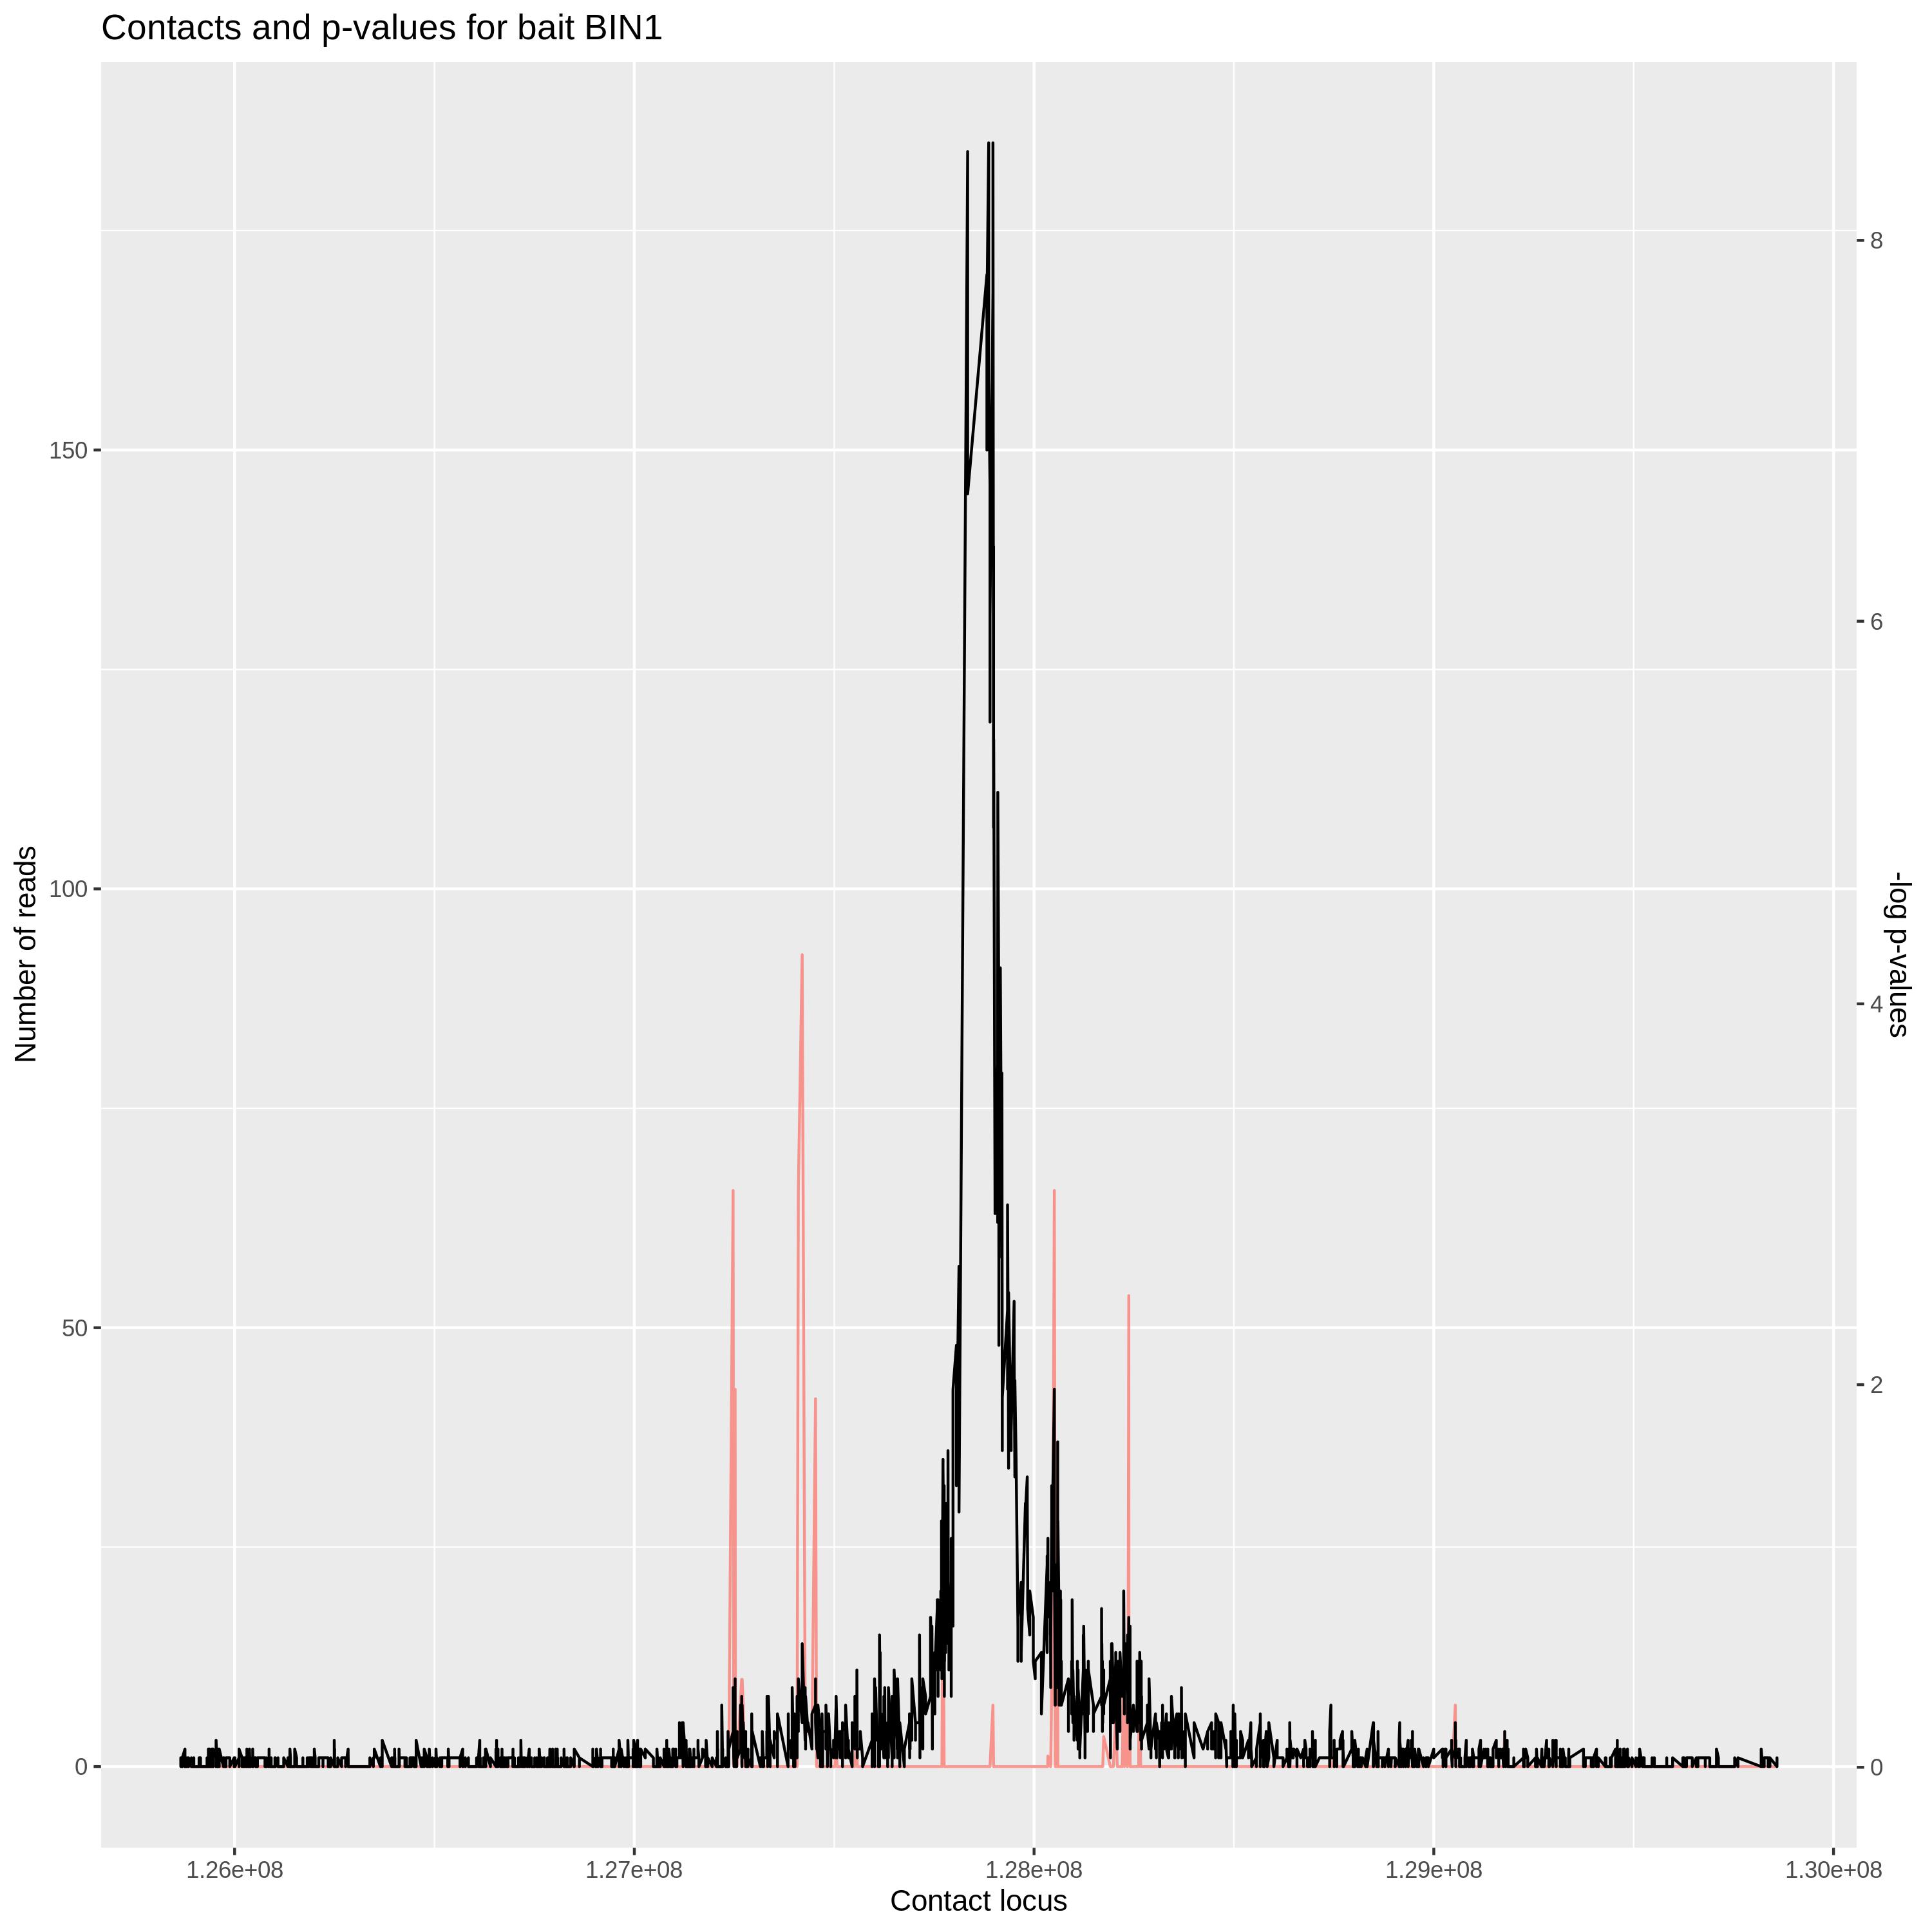 Contacts and p-values for bait BIN1
Number of reads
150
100
50
0
8
6
4
2
0
-log p-values
1.26e+08
1.27e+08
1.28e+08
1.29e+08
1.30e+08
Contact locus